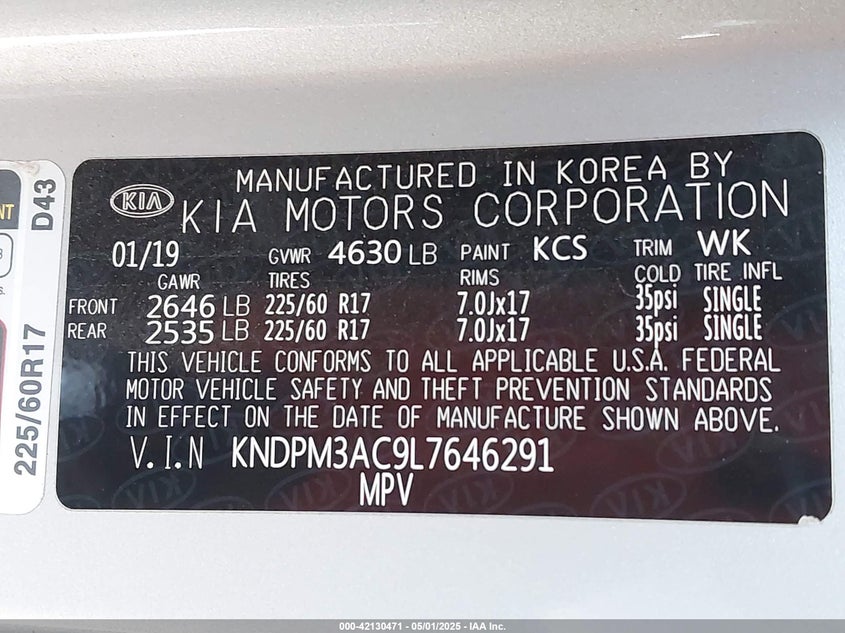 MANUFACTURED IN KOREA BY
KIA KIA MOTORS CORPORATION
01/19 GVWR 4630 LB PAINT KCS TRIM WK
GAWR TIRES RIMS COLD TIRE INFL
FRONT 2646 LB 225/60 R17 7.0Jx17 35psi SINGLE
REAR 2535 LB 225/60 R17 7.0Jx17 35psi SINGLE
THIS VEHICLE CONFORMS TO ALL APPLICABLE U.S.A. FEDERAL
MOTOR VEHICLE SAFETY AND THEFT PREVENTION STANDARDS
IN EFFECT ON THE DATE OF MANUFACTURE SHOWN ABOVE.
V.I.N KNDPM3AC9L7646291
MPV
225/60R17 D43
000-42130471 - 05/01/2025 - IAA Inc.